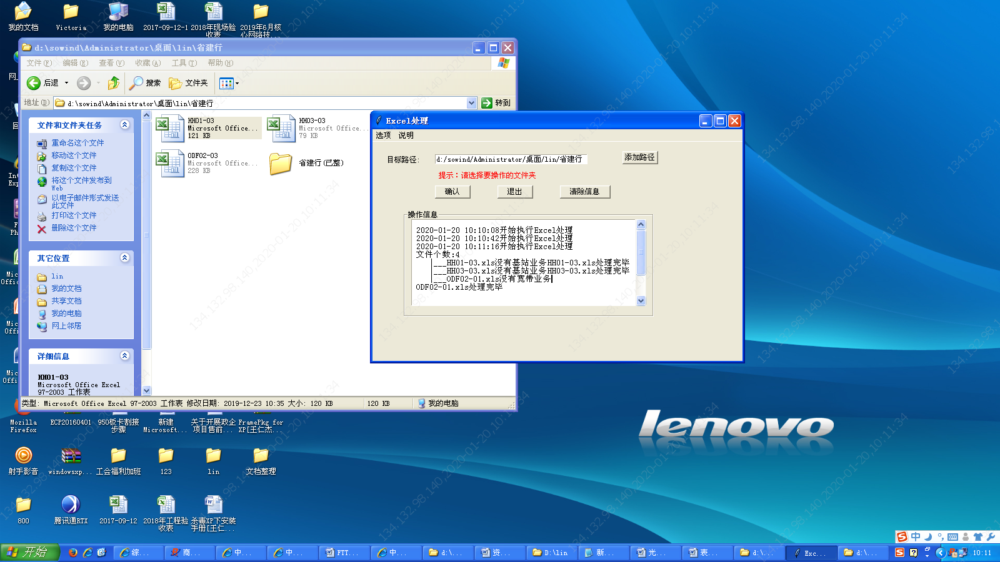 我的文档
Victoria
我的电脑
2017-09-12-1
2018年现场验
收表
2019年6月核
心网络技...
d:\sowind\Administrator\桌面\lin\省建行
文件(F) 编辑(E) 查看(V) 收藏(A) 工具(T) 帮助(H)
后退 搜索 文件夹
地址(D) d:\sowind\Administrator\桌面\lin\省建行 转到
文件和文件夹任务
重命名这个文件
移动这个文件
复制这个文件
将这个文件发布到
Web
以电子邮件形式发送
此文件
打印这个文件
删除这个文件
其它位置
lin
我的文档
共享文档
我的电脑
网上邻居
详细信息
HH01-03
Microsoft Office Excel
97-2003 工作表
HH01-03
Microsoft Office...
121 KB
HH03-03
Microsoft Office...
79 KB
ODF02-03
Microsoft Office...
228 KB
省建行(已整)
类型: Microsoft Office Excel 97-2003 工作表 修改日期: 2019-12-23 10:35 大小: 120 KB 120 KB 我的电脑
Excel处理
选项 说明
目标路径: d:/sowind/Administrator/桌面/lin/省建行 添加路径
提示：请选择要操作的文件夹
确认 退出 清除信息
操作信息
2020-01-20 10:10:08开始执行Excel处理
2020-01-20 10:10:42开始执行Excel处理
2020-01-20 10:11:16开始执行Excel处理
文件个数:4
|___HH01-03.xls没有基站业务HH01-03.xls处理完毕
|___HH03-03.xls没有基站业务HH03-03.xls处理完毕
|___ODF02-01.xls没有宽带业务
ODF02-01.xls处理完毕
lenovo
Mozilla
Firefox
ECP20160401
950板卡割接
步骤
新建
Microsoft...
关于开展政企
项目售前...
FramePkg_for
XP[王仁杰...
射手影音
windowsxp...
工会福利加班
123
lin
文档整理
800
腾讯通RTX
2017-09-12
2018年工程验
收表
杀毒XP下安装
手册[王仁...
中
开始 综... 商... 中... 中... FTT... 中... d:\... 资... D:\lin 新... 光... 表... d:\... Exc... d:\... 10:11
134.132.98.140,2020-01-20,10:11:34